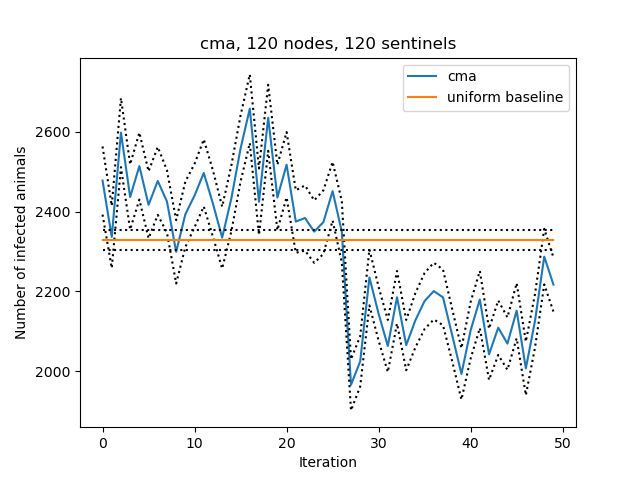 cma, 120 nodes, 120 sentinels
cma
uniform baseline
Number of infected animals
2600
2400
2200
2000
0
10
20
30
40
50
Iteration